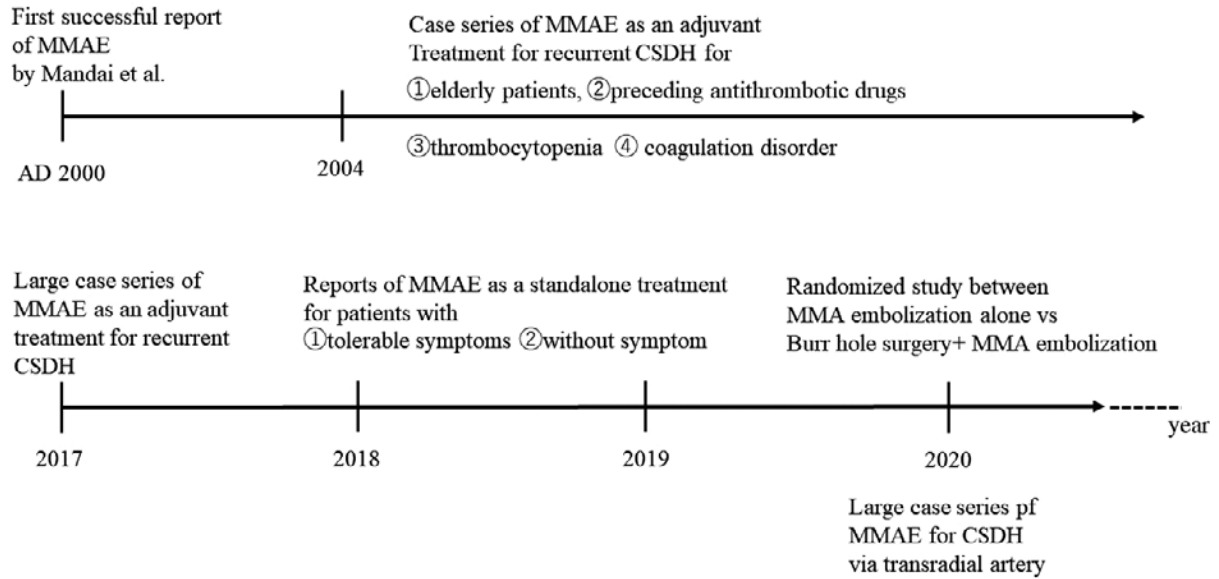 First successful report
of MMAE
by Mandai et al.
Case series of MMAE as an adjuvant
Treatment for recurrent CSDH for
①elderly patients, ②preceding antithrombotic drugs
③thrombocytopenia ④ coagulation disorder
AD 2000
2004
Large case series of
MMAE as an adjuvant
treatment for recurrent
CSDH
Reports of MMAE as a standalone treatment
for patients with
①tolerable symptoms ②without symptom
Randomized study between
MMA embolization alone vs
Burr hole surgery+ MMA embolization
year
2017
2018
2019
2020
Large case series pf
MMAE for CSDH
via transradial artery